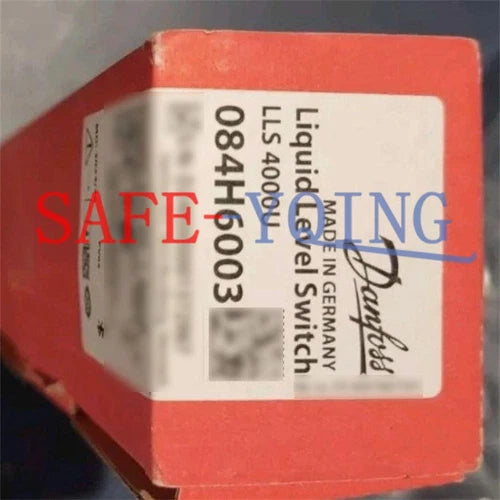 Danfoss
MADE IN GERMANY
Liquid Level Switch
LLS 4000U
084H6003
SAFE-YQING